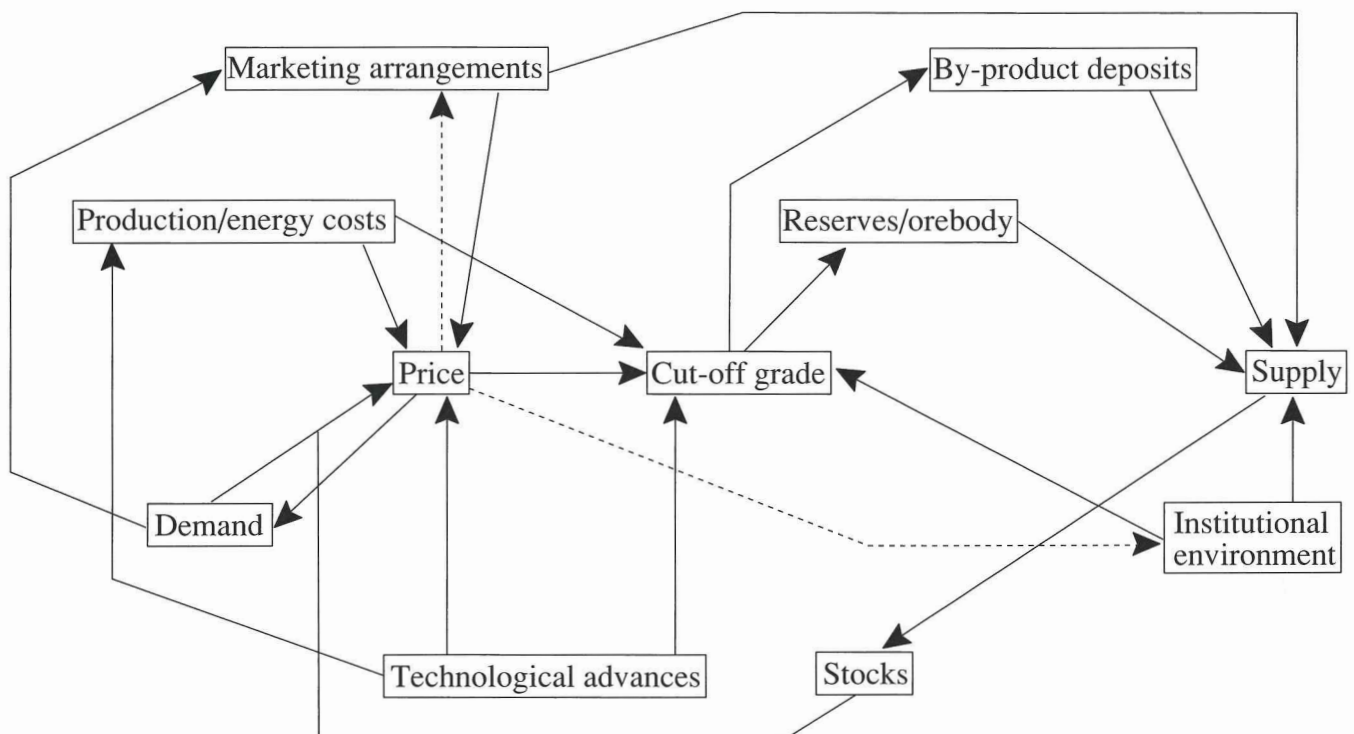 Marketing arrangements
By-product deposits
Production/energy costs
Reserves/orebody
Price
Cut-off grade
Supply
Demand
Institutional
environment
Technological advances
Stocks